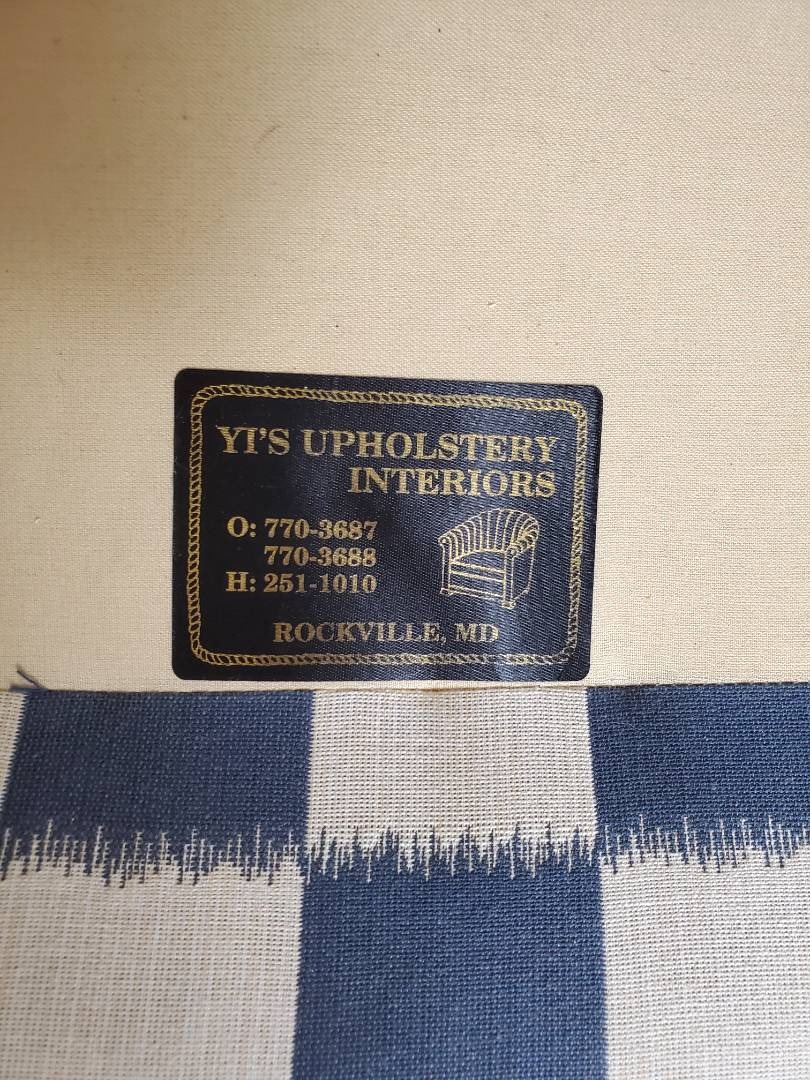 YI'S UPHOLSTERY
INTERIORS
O: 770-3687
770-3688
H: 251-1010
ROCKVILLE, MD